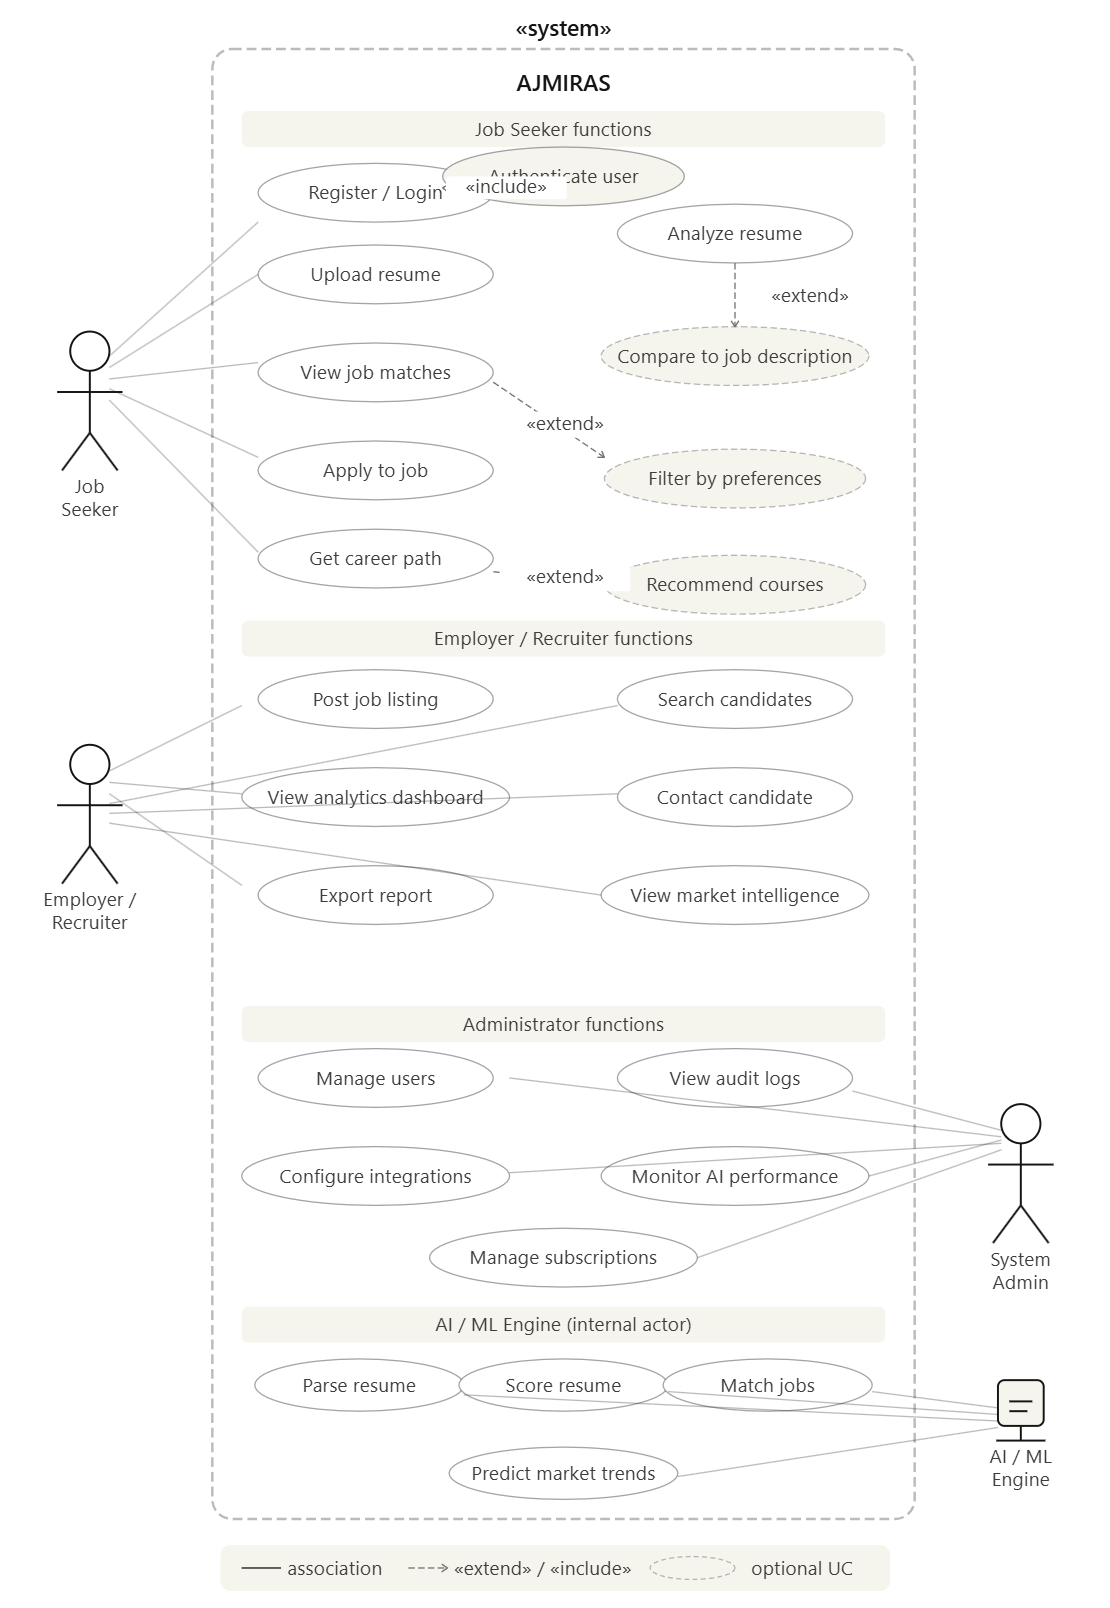 «system»
AJMIRAS
Job Seeker functions
Authenticate user
Register / Login
«include»
Analyze resume
Upload resume
«extend»
Compare to job description
View job matches
«extend»
Apply to job
Filter by preferences
Job
Seeker
Get career path
«extend»
Recommend courses
Employer / Recruiter functions
Post job listing
Search candidates
View analytics dashboard
Contact candidate
Export report
View market intelligence
Employer /
Recruiter
Administrator functions
Manage users
View audit logs
Configure integrations
Monitor AI performance
Manage subscriptions
System
Admin
AI / ML Engine (internal actor)
Parse resume
Score resume
Match jobs
AI / ML
Engine
Predict market trends
association
«extend» / «include»
optional UC